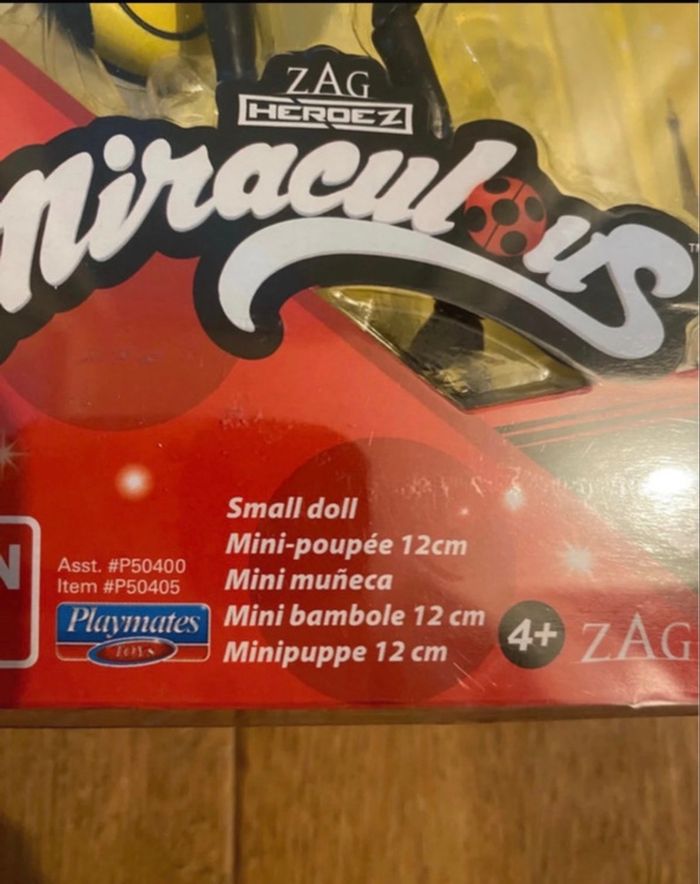 ZAG
HEROEZ
Miraculous
TM
Small doll
Mini-poupée 12cm
Mini muñeca
Mini bambole 12 cm
Minipuppe 12 cm
Asst. #P50400
Item #P50405
Playmates
TOYS
4+
ZAG
N